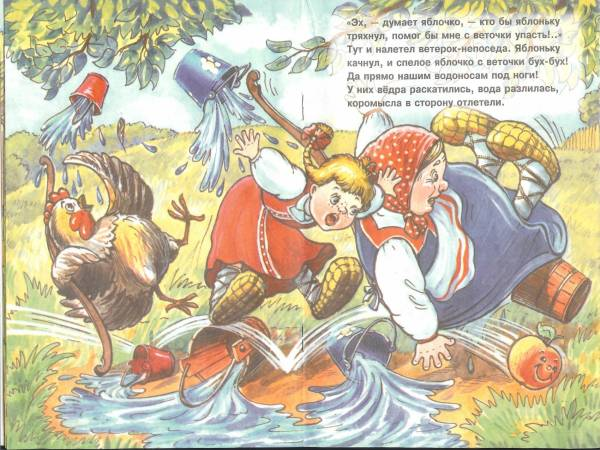 «Эх, — думает яблочко, — кто бы яблоньку
тряхнул, помог бы мне с веточки упасть!..»
Тут и налетел ветерок-непоседа. Яблоньку
качнул, и спелое яблочко с веточки бух-бух!
Да прямо нашим водоносам под ноги!
У них вёдра раскатились, вода разлилась,
коромысла в сторону отлетели.